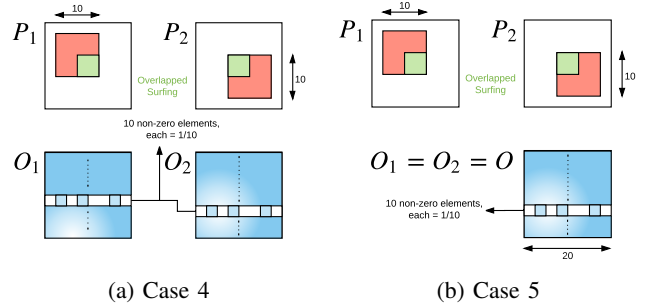 10
P1
P2
Overlapped
Surfing
10
10 non-zero elements,
each = 1/10
O1
O2
(a) Case 4
10
P1
P2
Overlapped
Surfing
10
O1 = O2 = O
10 non-zero elements,
each = 1/10
20
(b) Case 5